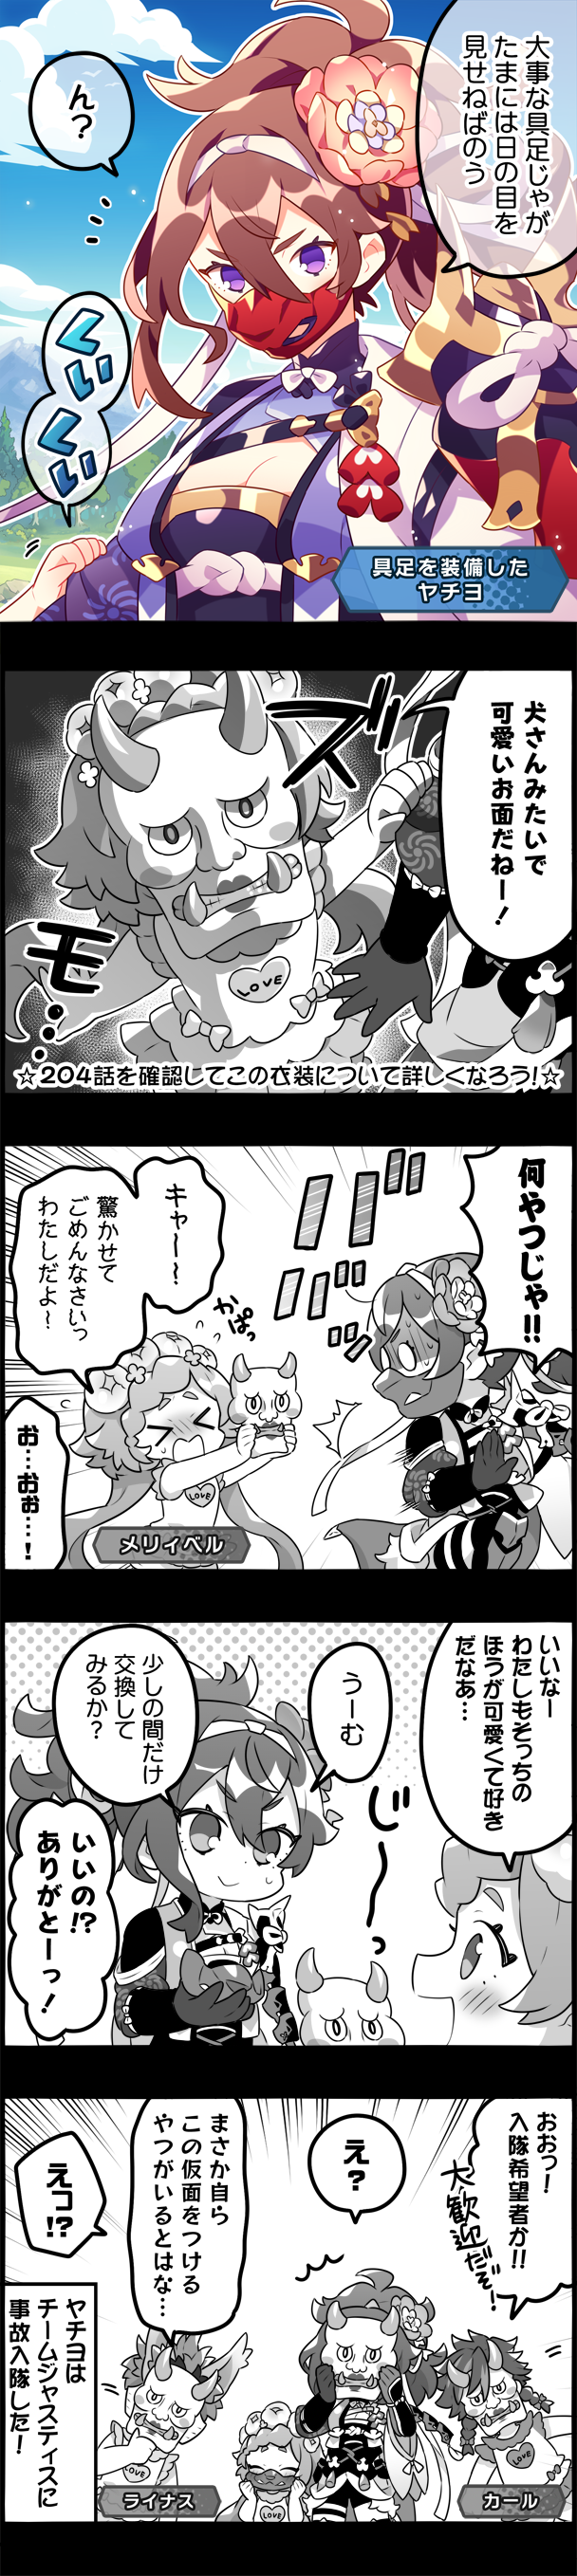 大事な具足じゃが
たまには日の目を
見せねばのう
ん?
くいくい
具足を装備した
ヤチヨ
犬さんみたいで
可愛いお面だねー!
ズッ
モ…
LOVE
☆204話を確認してこの衣装について詳しくなろう!☆
何やつじゃ!!
キャ~~
驚かせて
ごめんなさいっ
わたしだよ~
かぱっ
お…おお…!
LOVE
メリィベル
いいなー
わたしもそっちの
ほうが可愛くて好き
だなぁ…
うーむ
少しの間だけ
交換して
みるか?
じ~っ
いいの!?
ありがとーっ!
おおっ!
入隊希望者か!!
大歓迎だぞ!
え?
まさか自ら
この仮面をつける
やつがいるとはな…
えコ!?
ヤチヨは
チームジャスティスに
事故入隊した!
LOVE
LOVE
LOVE
ライナス
カール